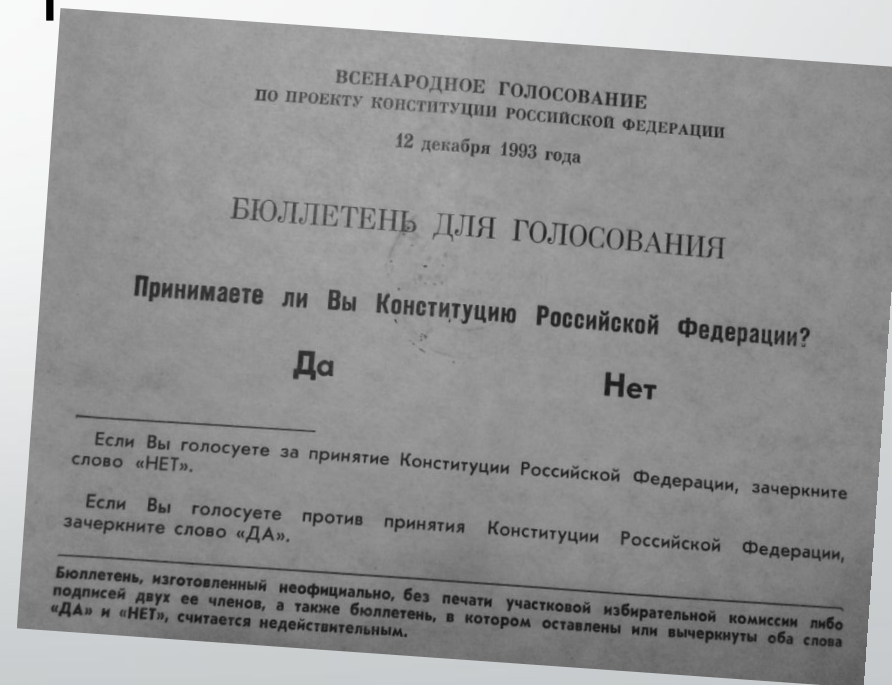 ВСЕНАРОДНОЕ ГОЛОСОВАНИЕ
ПО ПРОЕКТУ КОНСТИТУЦИИ РОССИЙСКОЙ ФЕДЕРАЦИИ
12 декабря 1993 года
БЮЛЛЕТЕНЬ ДЛЯ ГОЛОСОВАНИЯ
Принимаете ли Вы Конституцию Российской Федерации?
Да Нет
Если Вы голосуете за принятие Конституции Российской Федерации, зачеркните
слово «НЕТ».
Если Вы голосуете против принятия Конституции Российской Федерации,
зачеркните слово «ДА».
Бюллетень, изготовленный неофициально, без печати участковой избирательной комиссии либо
подписей двух ее членов, а также бюллетень, в котором оставлены или вычеркнуты оба слова
«ДА» и «НЕТ», считается недействительным.